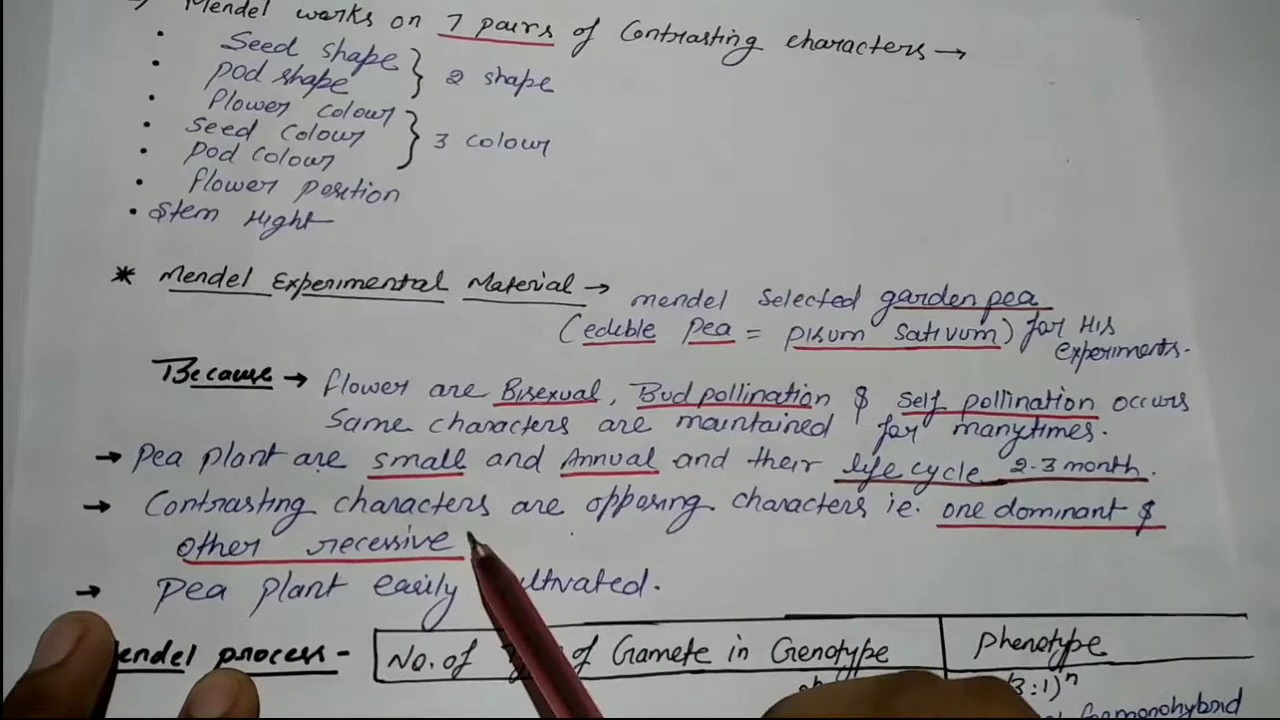 Mendel works on 7 pairs of Contrasting characters →
• Seed shape
• Pod shape } 2 shape
• Flower Colour
• Seed Colour } 3 Colour
• Pod Colour
• flower position
• Stem Hight
* Mendel Experimental Material → mendel selected garden pea
(edible pea = pisum sativum) for His
experiments.
Because → flower are Bisexual, Bud pollination & Self pollination occurs
Same characters are maintained for manytimes.
→ Pea plant are small and Annual and their life cycle 2-3 month.
→ Contrasting characters are opposing characters i.e. one dominant &
other recessive
→ Pea plant easily
process- No. of of Gamete in Genotype Phenotype
(3:1)ⁿ
formonohybrid